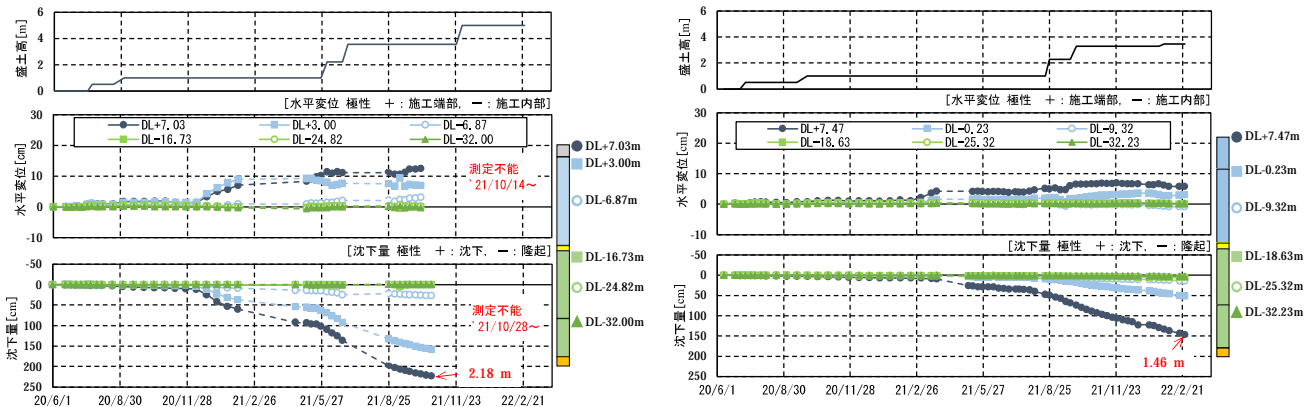 盛土高[m]
6
4
2
0
[水平変位 極性 ＋：施工端部，－：施工内部]
水平変位[cm]
30
20
10
0
-10
DL+7.03
DL+3.00
DL-6.87
DL-16.73
DL-24.82
DL-32.00
測定不能
'21/10/14～
[沈下量 極性 ＋：沈下，－：隆起]
沈下量[cm]
-50
0
50
100
150
200
250
測定不能
'21/10/28～
2.18 m
20/6/1
20/8/30
20/11/28
21/2/26
21/5/27
21/8/25
21/11/23
22/2/21
DL+7.03m
DL+3.00m
DL-6.87m
DL-16.73m
DL-24.82m
DL-32.00m
盛土高[m]
6
4
2
0
[水平変位 極性 ＋：施工端部，－：施工内部]
水平変位[cm]
30
20
10
0
-10
DL+7.47
DL-0.23
DL-9.32
DL-18.63
DL-25.32
DL-32.23
[沈下量 極性 ＋：沈下，－：隆起]
沈下量[cm]
-50
0
50
100
150
200
250
1.46 m
20/6/1
20/8/30
20/11/28
21/2/26
21/5/27
21/8/25
21/11/23
22/2/21
DL+7.47m
DL-0.23m
DL-9.32m
DL-18.63m
DL-25.32m
DL-32.23m